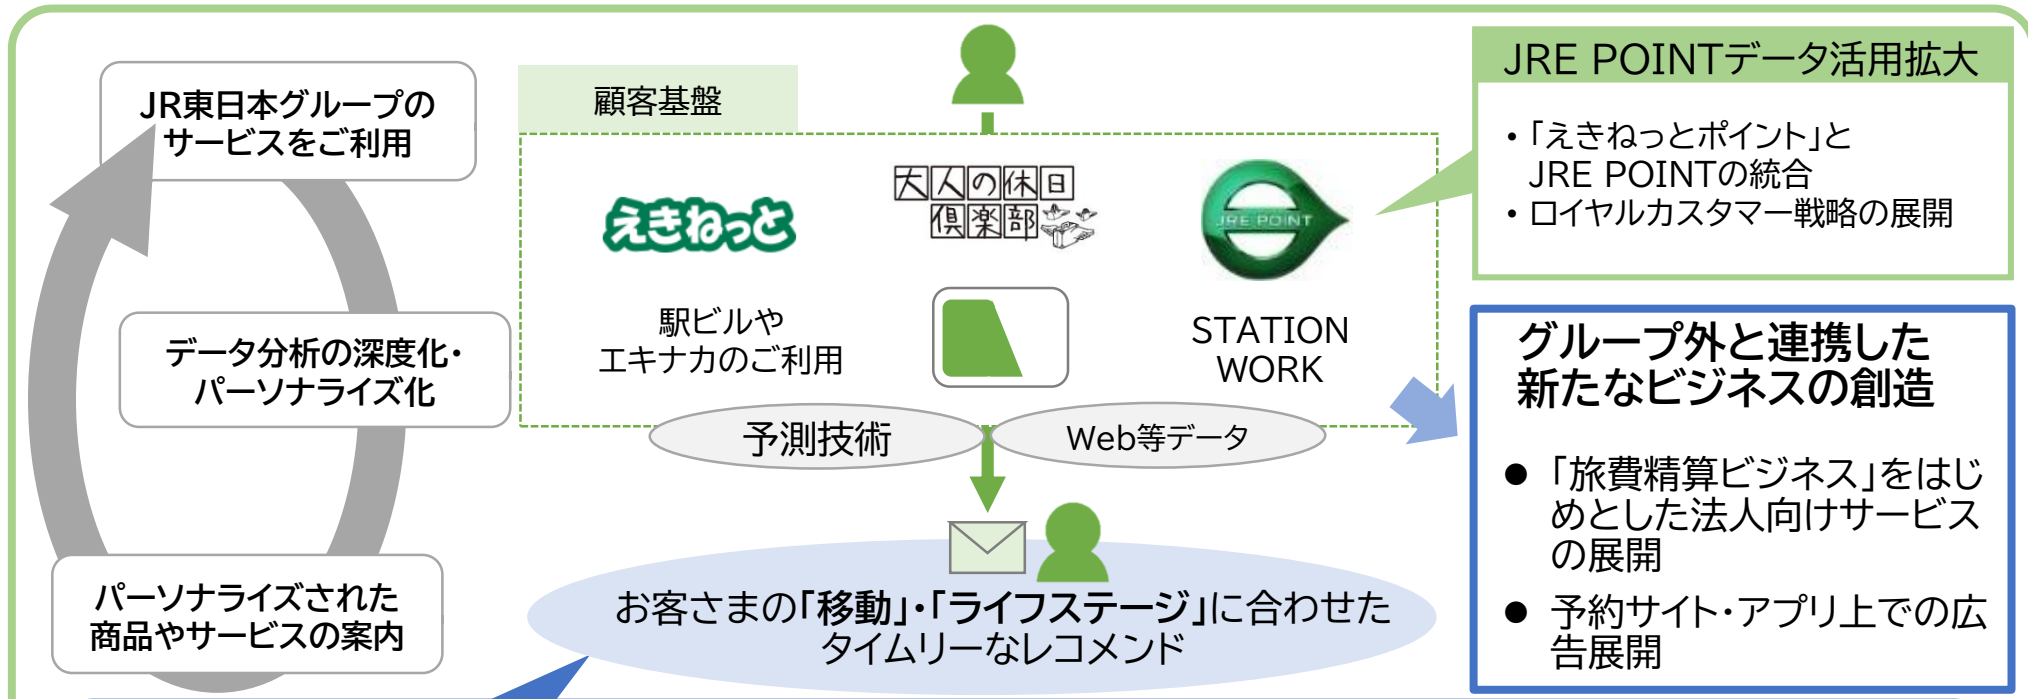 JR東日本グループの
サービスをご利用
データ分析の深度化・
パーソナライズ化
パーソナライズされた
商品やサービスの案内
顧客基盤
えきねっと
大人の休日
倶楽部
JRE POINT
駅ビルや
エキナカのご利用
STATION
WORK
予測技術
Web等データ
お客さまの「移動」・「ライフステージ」に合わせた
タイムリーなレコメンド
JRE POINTデータ活用拡大
・「えきねっとポイント」と
JRE POINTの統合
・ロイヤルカスタマー戦略の展開
グループ外と連携した
新たなビジネスの創造
● 「旅費精算ビジネス」をはじ
めとした法人向けサービス
の展開
● 予約サイト・アプリ上での広
告展開